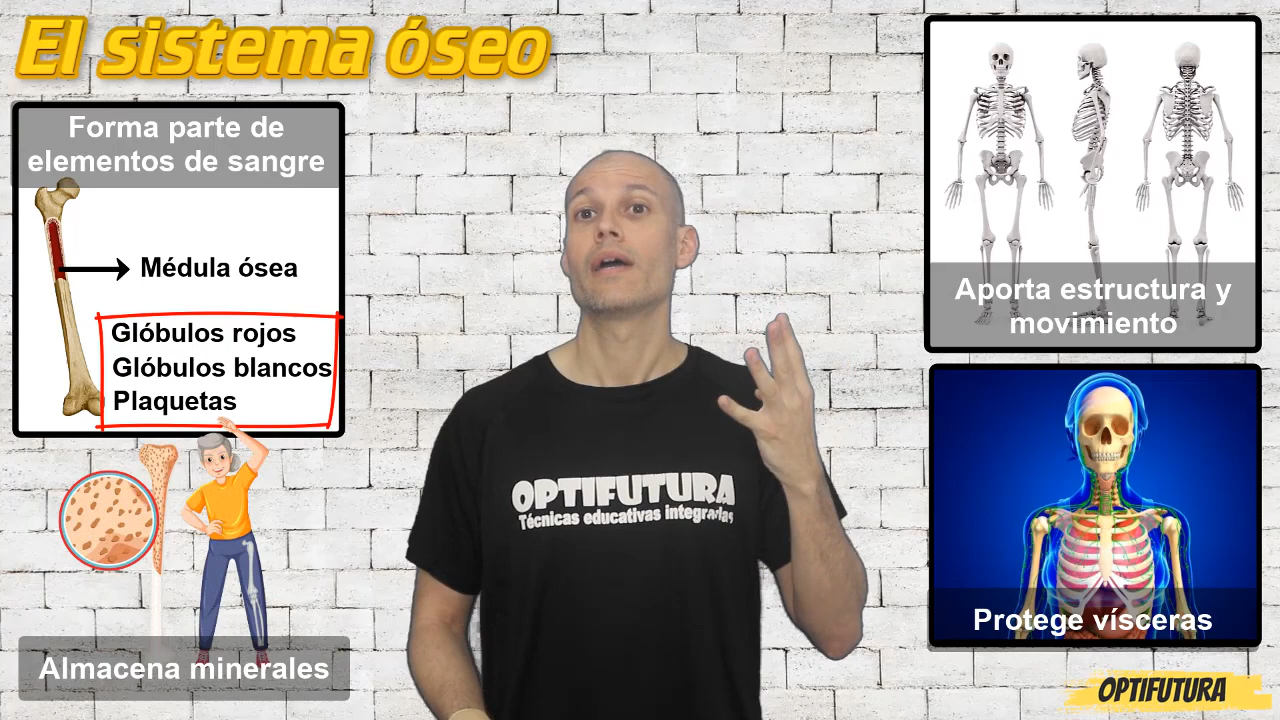 El sistema óseo
Forma parte de
elementos de sangre
Médula ósea
Glóbulos rojos
Glóbulos blancos
Plaquetas
Almacena minerales
OPTIFUTURA
Técnicas educativas integradas
Aporta estructura y
movimiento
Protege vísceras
OPTIFUTURA